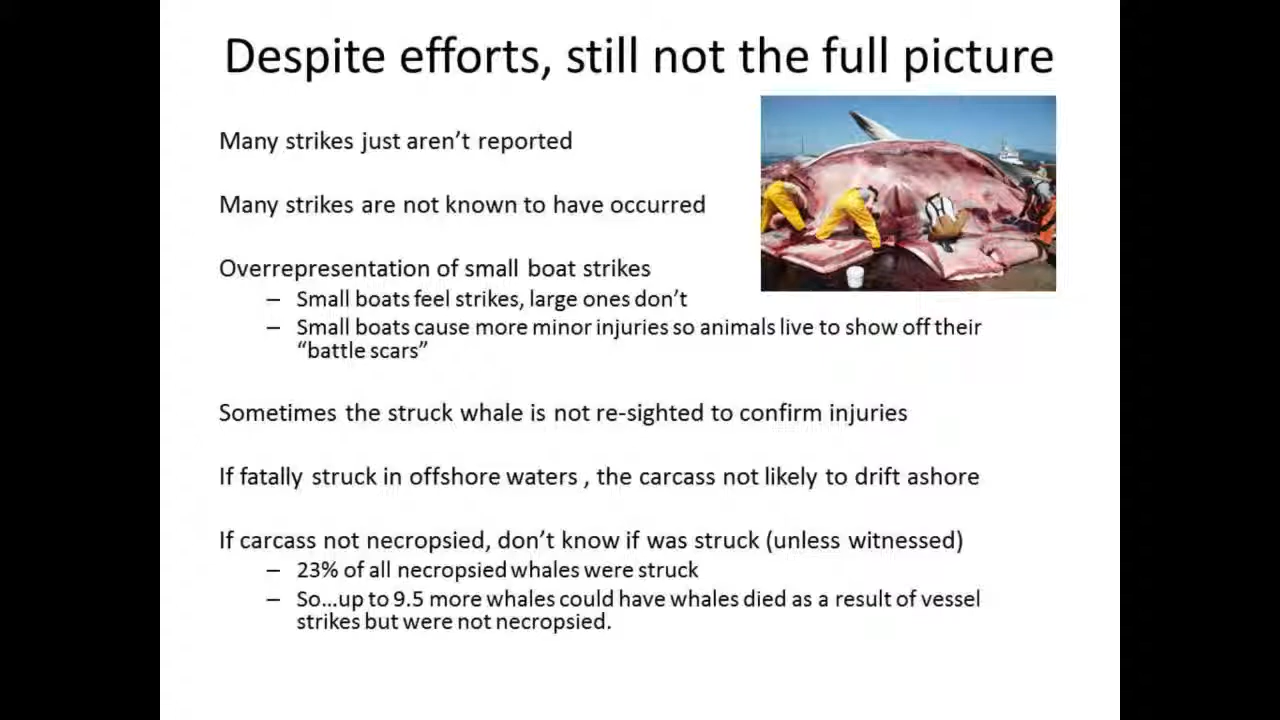 Despite efforts, still not the full picture
Many strikes just aren’t reported
Many strikes are not known to have occurred
Overrepresentation of small boat strikes
– Small boats feel strikes, large ones don’t
– Small boats cause more minor injuries so animals live to show off their
“battle scars”
Sometimes the struck whale is not re-sighted to confirm injuries
If fatally struck in offshore waters , the carcass not likely to drift ashore
If carcass not necropsied, don’t know if was struck (unless witnessed)
– 23% of all necropsied whales were struck
– So…up to 9.5 more whales could have whales died as a result of vessel
strikes but were not necropsied.